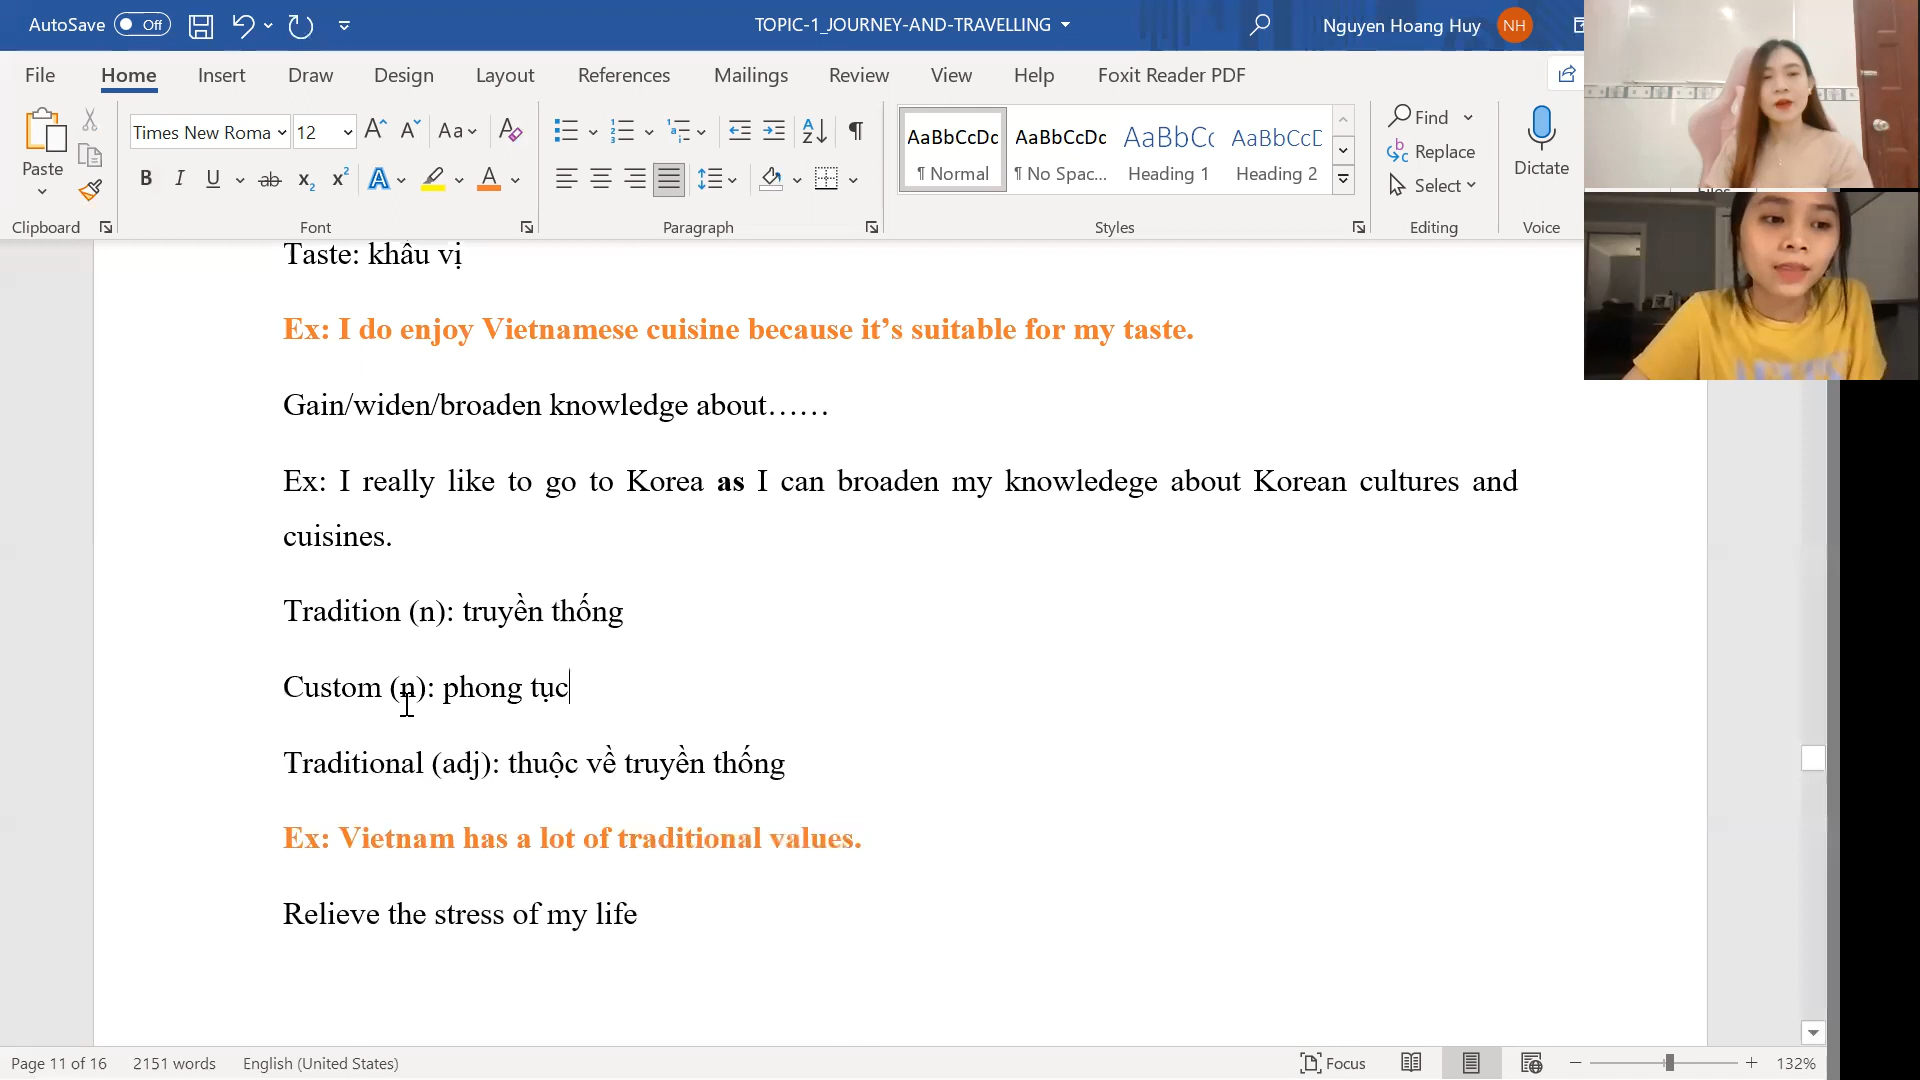 AutoSave Off TOPIC-1_JOURNEY-AND-TRAVELLING Nguyen Hoang Huy NH
File Home Insert Draw Design Layout References Mailings Review View Help Foxit Reader PDF
Times New Roma 12 Aa AaBbCcDc AaBbCcDc AaBbCc AaBbCcD Find
Paste ¶ Normal ¶ No Spac... Heading 1 Heading 2 Replace
B I U ab x2 x2 A A Select Dictate
Clipboard Font Paragraph Styles Editing Voice
Taste: khâu vị
Ex: I do enjoy Vietnamese cuisine because it’s suitable for my taste.
Gain/widen/broaden knowledge about……
Ex: I really like to go to Korea as I can broaden my knowledege about Korean cultures and
cuisines.
Tradition (n): truyền thống
Custom (n): phong tục
Traditional (adj): thuộc về truyền thống
Ex: Vietnam has a lot of traditional values.
Relieve the stress of my life
Page 11 of 16 2151 words English (United States) Focus 132%